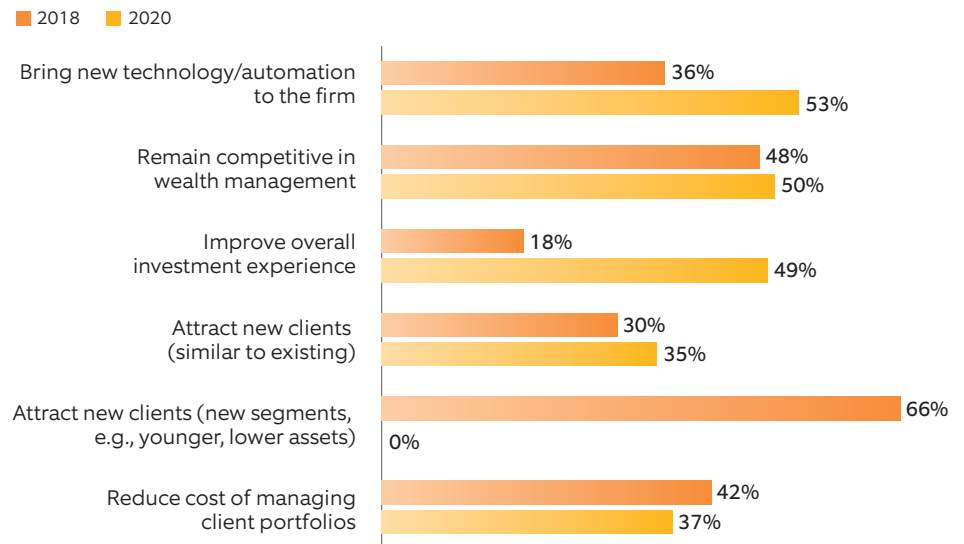 2018 2020
Bring new technology/automation
to the firm
36%
53%
Remain competitive in
wealth management
48%
50%
Improve overall
investment experience
18%
49%
Attract new clients
(similar to existing)
30%
35%
Attract new clients (new segments,
e.g., younger, lower assets)
66%
0%
Reduce cost of managing
client portfolios
42%
37%